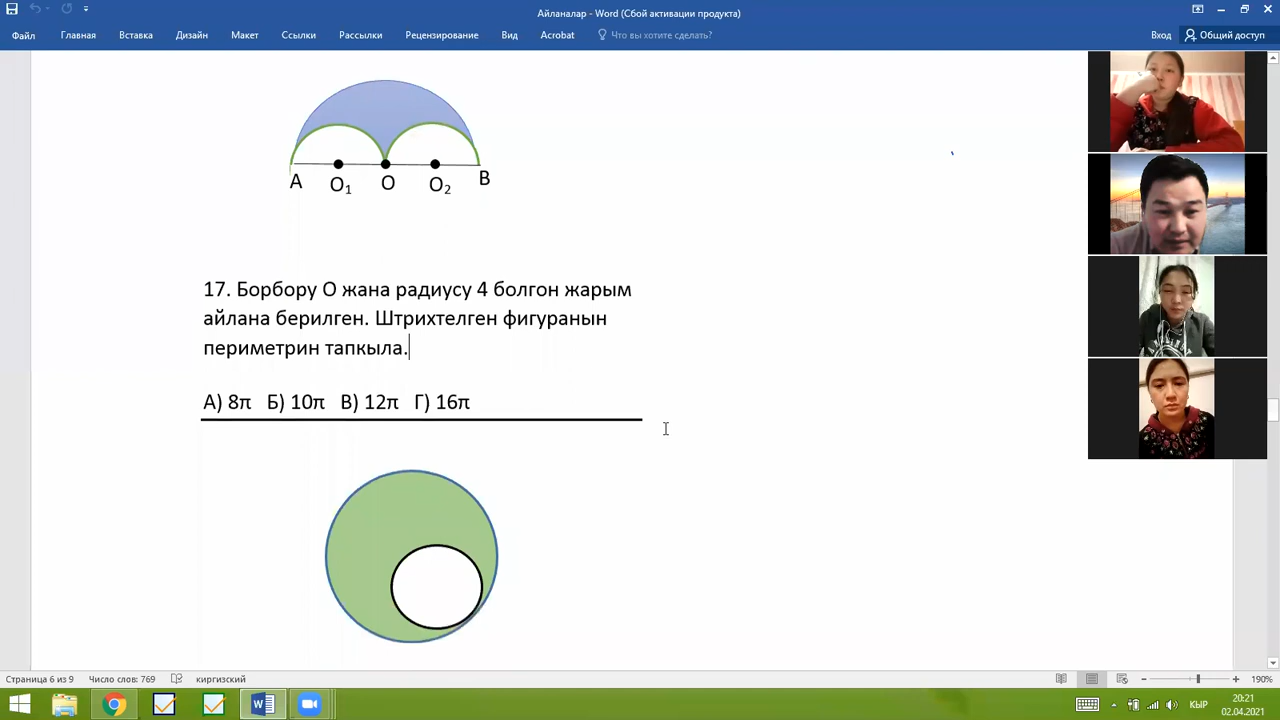 Айланалар - Word (Сбой активации продукта)
Файл Главная Вставка Дизайн Макет Ссылки Рассылки Рецензирование Вид Acrobat Что вы хотите сделать? Вход Общий доступ
A O₁ O O₂ B
17. Борбору О жана радиусу 4 болгон жарым
айлана берилген. Штрихтелген фигуранын
периметрин тапкыла.
А) 8π Б) 10π В) 12π Г) 16π
Страница 6 из 9 Число слов: 769 киргизский 190%
КЫР
20:21
02.04.2021